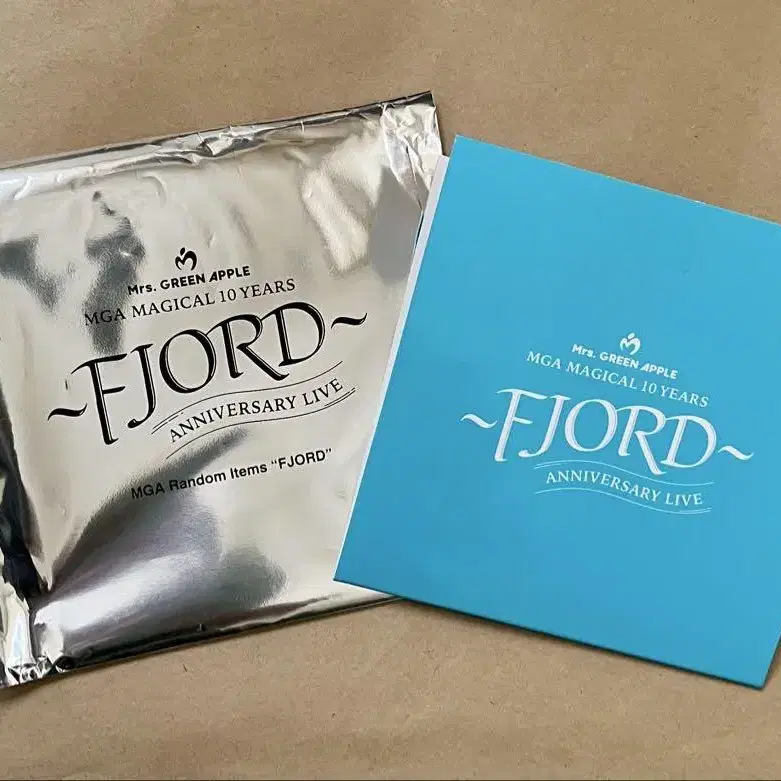 Mrs. GREEN APPLE
MGA MAGICAL 10 YEARS
~FJORD~
ANNIVERSARY LIVE
MGA Random Items “FJORD”
Mrs. GREEN APPLE
MGA MAGICAL 10 YEARS
~FJORD~
ANNIVERSARY LIVE